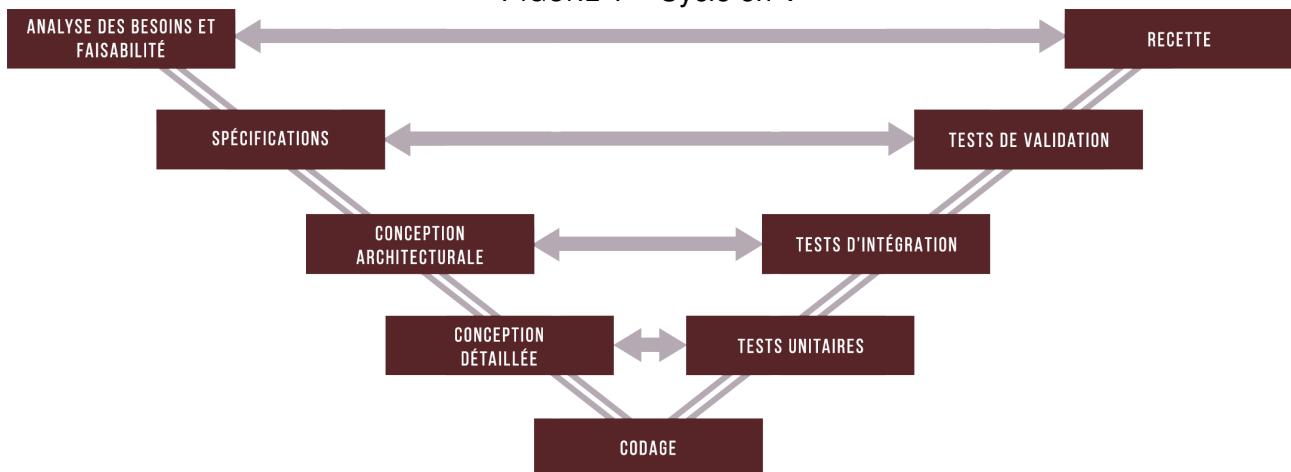 ANALYSE DES BESOINS ET
FAISABILITÉ
RECETTE
SPÉCIFICATIONS
TESTS DE VALIDATION
CONCEPTION
ARCHITECTURALE
TESTS D'INTÉGRATION
CONCEPTION
DÉTAILLÉE
TESTS UNITAIRES
CODAGE